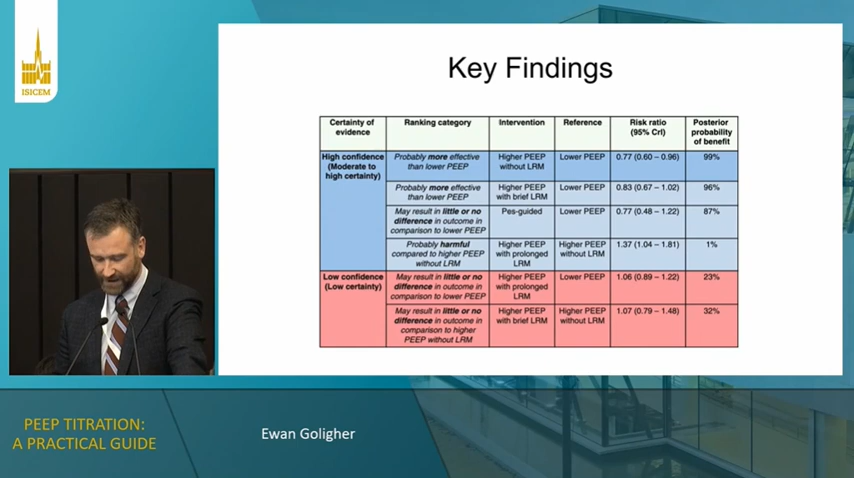 ISICEM
Key Findings
Certainty of evidence | Ranking category | Intervention | Reference | Risk ratio (95% CrI) | Posterior probability of benefit
High confidence (Moderate to high certainty) | Probably more effective than lower PEEP | Higher PEEP without LRM | Lower PEEP | 0.77 (0.60 – 0.96) | 99%
Probably more effective than lower PEEP | Higher PEEP with brief LRM | Lower PEEP | 0.83 (0.67 – 1.02) | 96%
May result in little or no difference in outcome in comparison to lower PEEP | Pes-guided | Lower PEEP | 0.77 (0.48 – 1.22) | 87%
Probably harmful compared to higher PEEP without LRM | Higher PEEP with prolonged LRM | Higher PEEP without LRM | 1.37 (1.04 – 1.81) | 1%
Low confidence (Low certainty) | May result in little or no difference in outcome in comparison to lower PEEP | Higher PEEP with prolonged LRM | Lower PEEP | 1.06 (0.89 – 1.22) | 23%
May result in little or no difference in outcome in comparison to higher PEEP without LRM | Higher PEEP with brief LRM | Higher PEEP without LRM | 1.07 (0.79 – 1.48) | 32%
PEEP TITRATION:
A PRACTICAL GUIDE
Ewan Goligher